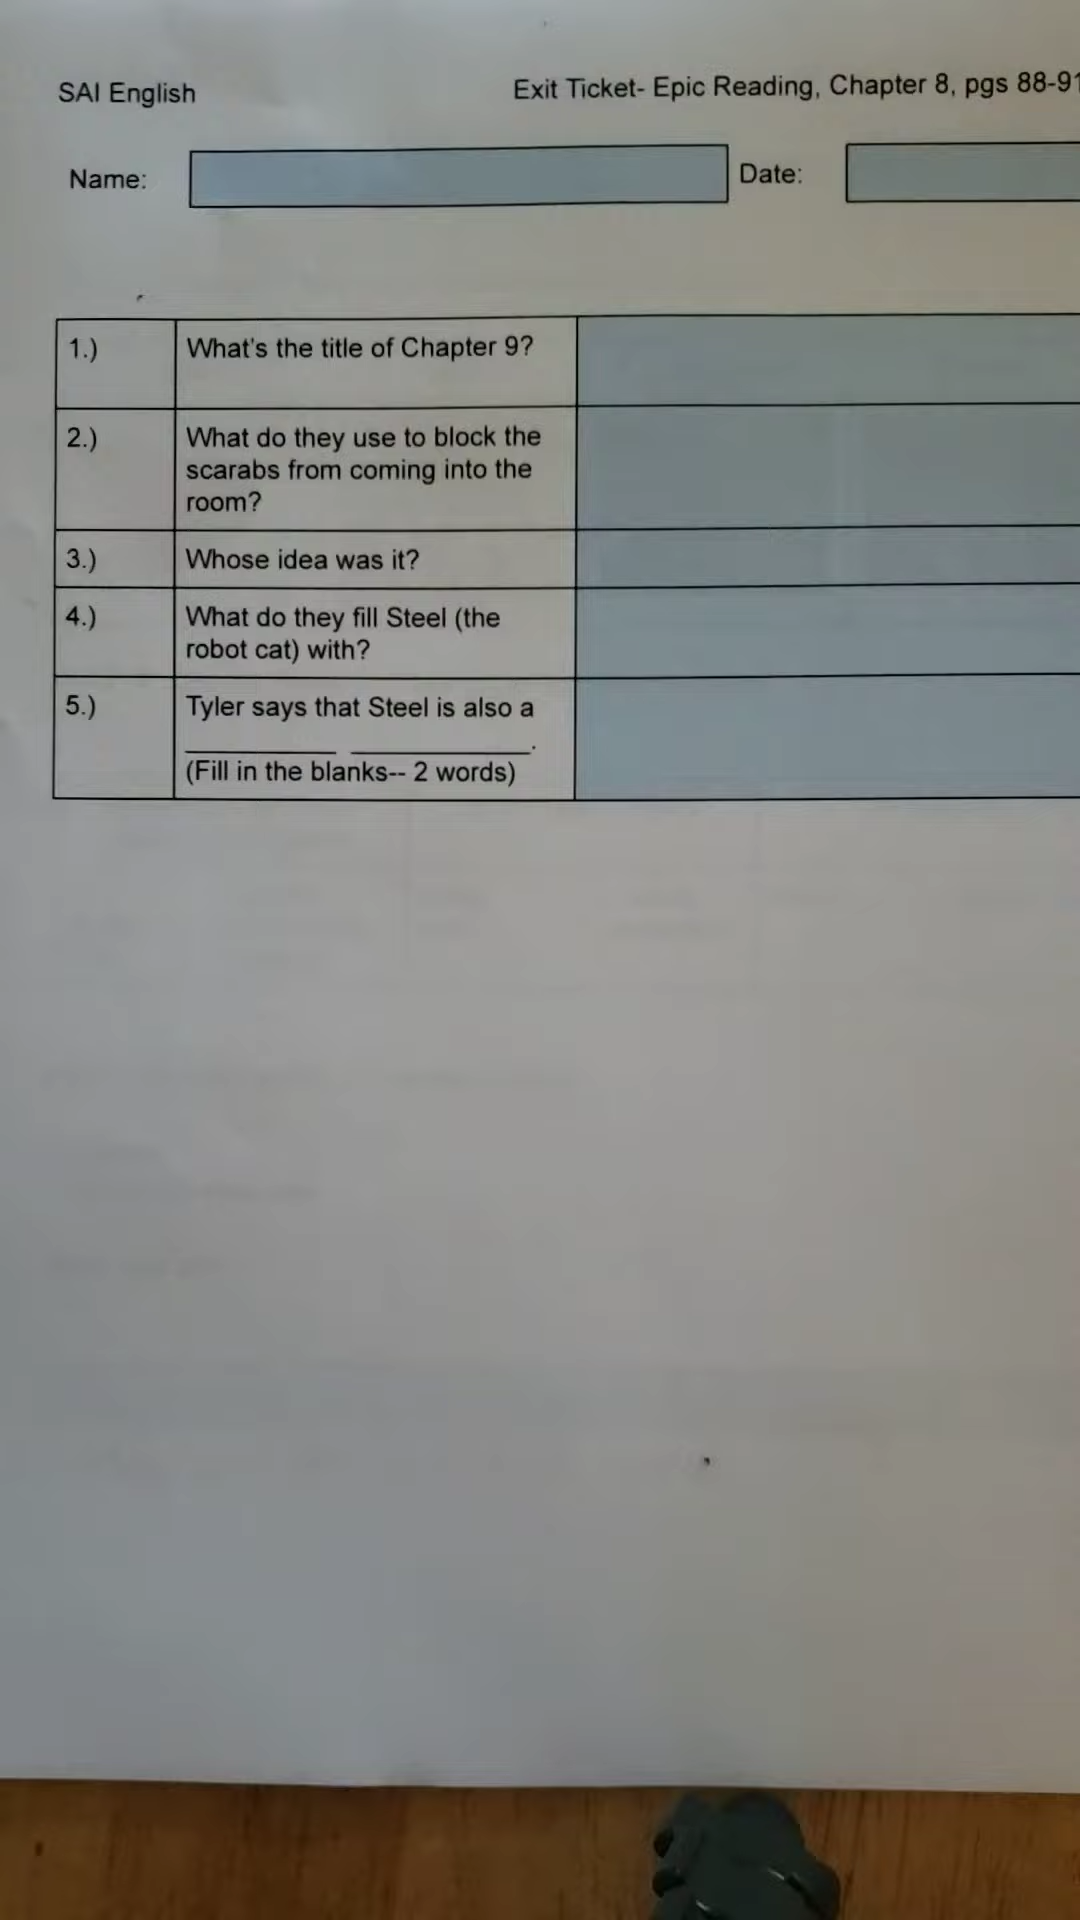 SAI English
Exit Ticket- Epic Reading, Chapter 8, pgs 88-91
Name:
Date:
1.)
What's the title of Chapter 9?
2.)
What do they use to block the
scarabs from coming into the
room?
3.)
Whose idea was it?
4.)
What do they fill Steel (the
robot cat) with?
5.)
Tyler says that Steel is also a
____________ ______________.
(Fill in the blanks-- 2 words)